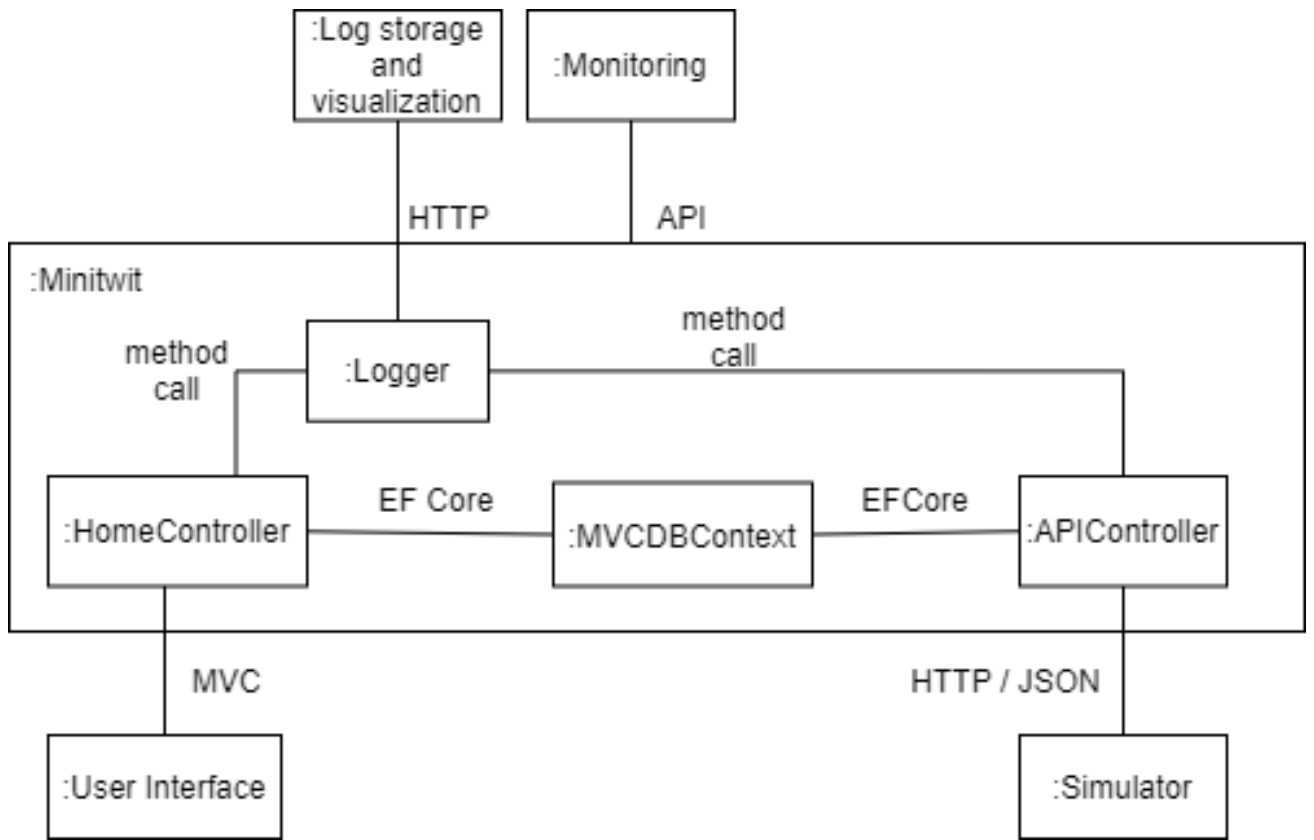 :Log storage
and
visualization
:Monitoring
HTTP
API
:Minitwit
method
call
:Logger
method
call
:HomeController
EF Core
:MVCDBContext
EFCore
:APIController
MVC
HTTP / JSON
:User Interface
:Simulator